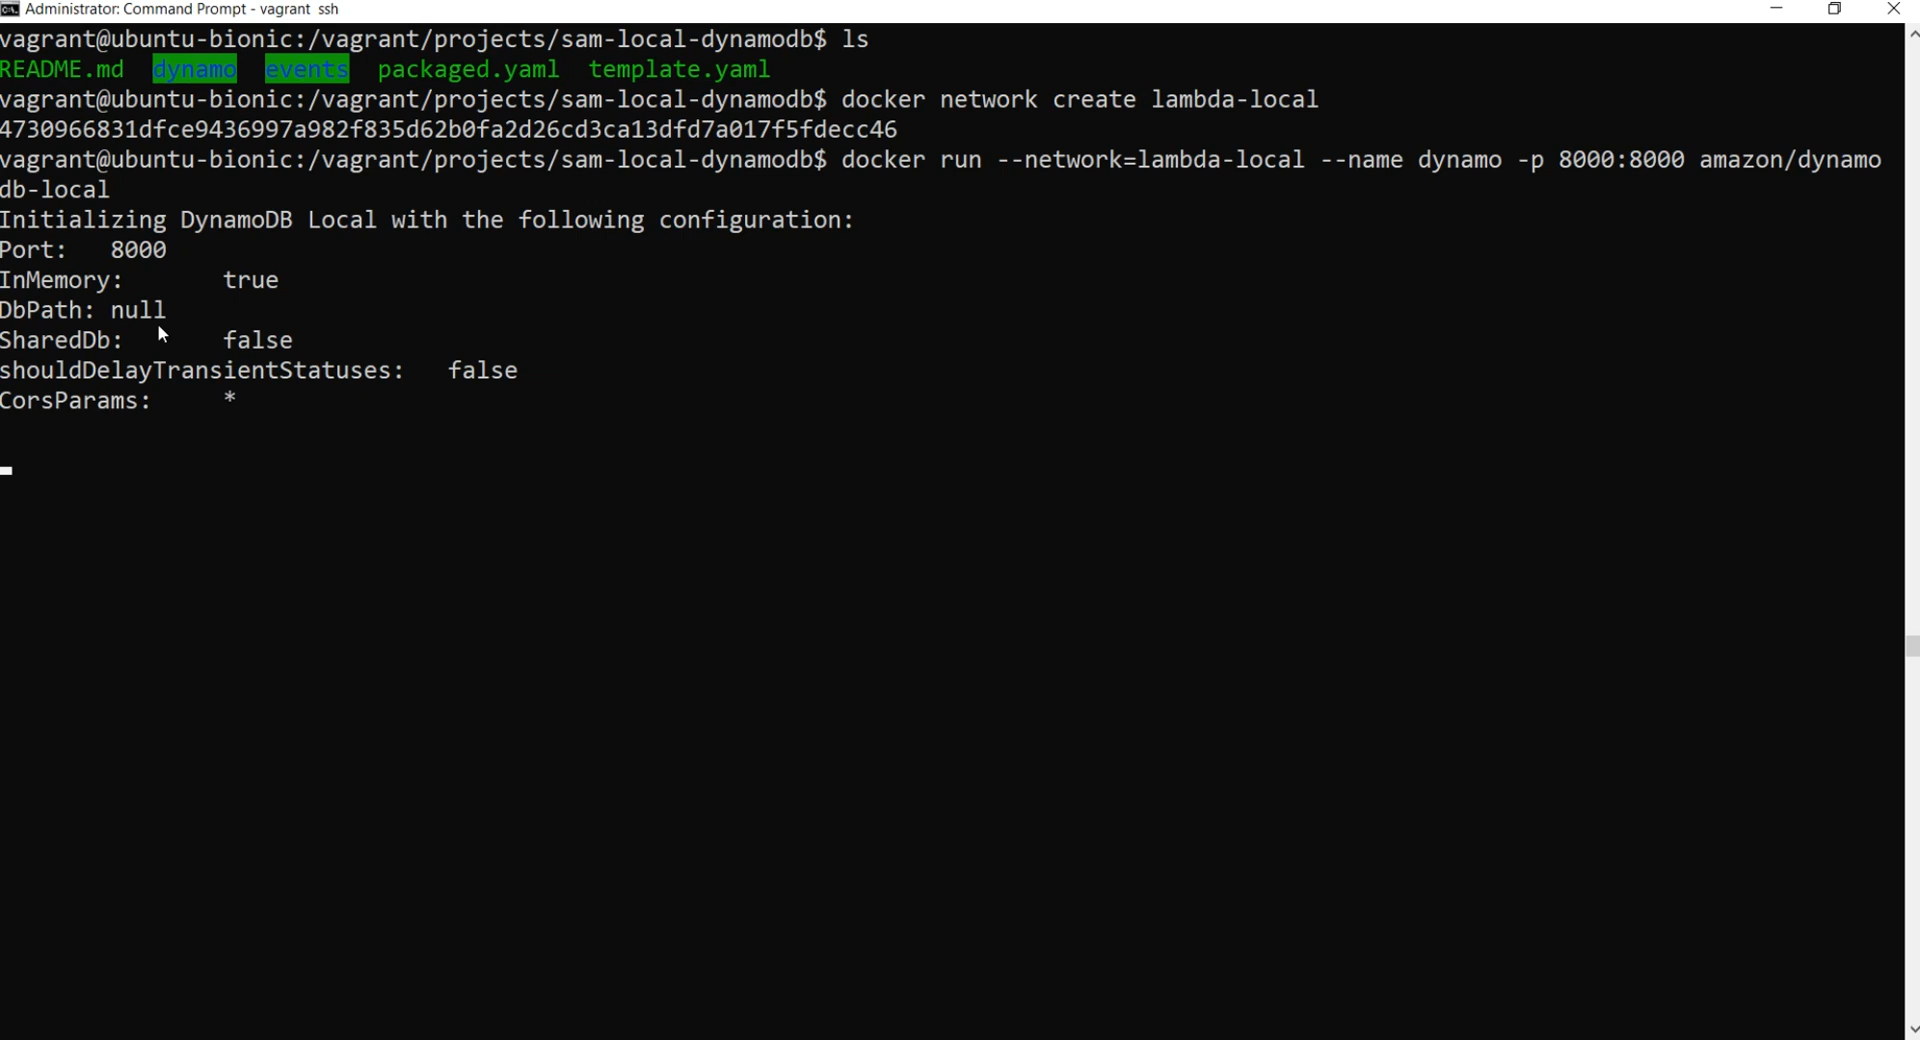 Administrator: Command Prompt - vagrant ssh
vagrant@ubuntu-bionic:/vagrant/projects/sam-local-dynamodb$ ls
README.md dynamo events packaged.yaml template.yaml
vagrant@ubuntu-bionic:/vagrant/projects/sam-local-dynamodb$ docker network create lambda-local
4730966831dfce9436997a982f835d62b0fa2d26cd3ca13dfd7a017f5fdecc46
vagrant@ubuntu-bionic:/vagrant/projects/sam-local-dynamodb$ docker run --network=lambda-local --name dynamo -p 8000:8000 amazon/dynamo
db-local
Initializing DynamoDB Local with the following configuration:
Port: 8000
InMemory: true
DbPath: null
SharedDb: false
shouldDelayTransientStatuses: false
CorsParams: *